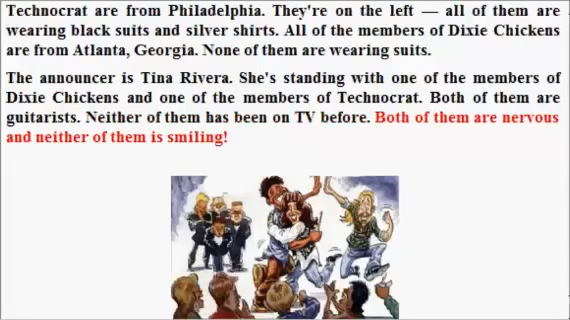 Technocrat are from Philadelphia. They're on the left — all of them are
wearing black suits and silver shirts. All of the members of Dixie Chickens
are from Atlanta, Georgia. None of them are wearing suits.
The announcer is Tina Rivera. She's standing with one of the members of
Dixie Chickens and one of the members of Technocrat. Both of them are
guitarists. Neither of them has been on TV before. Both of them are nervous
and neither of them is smiling!